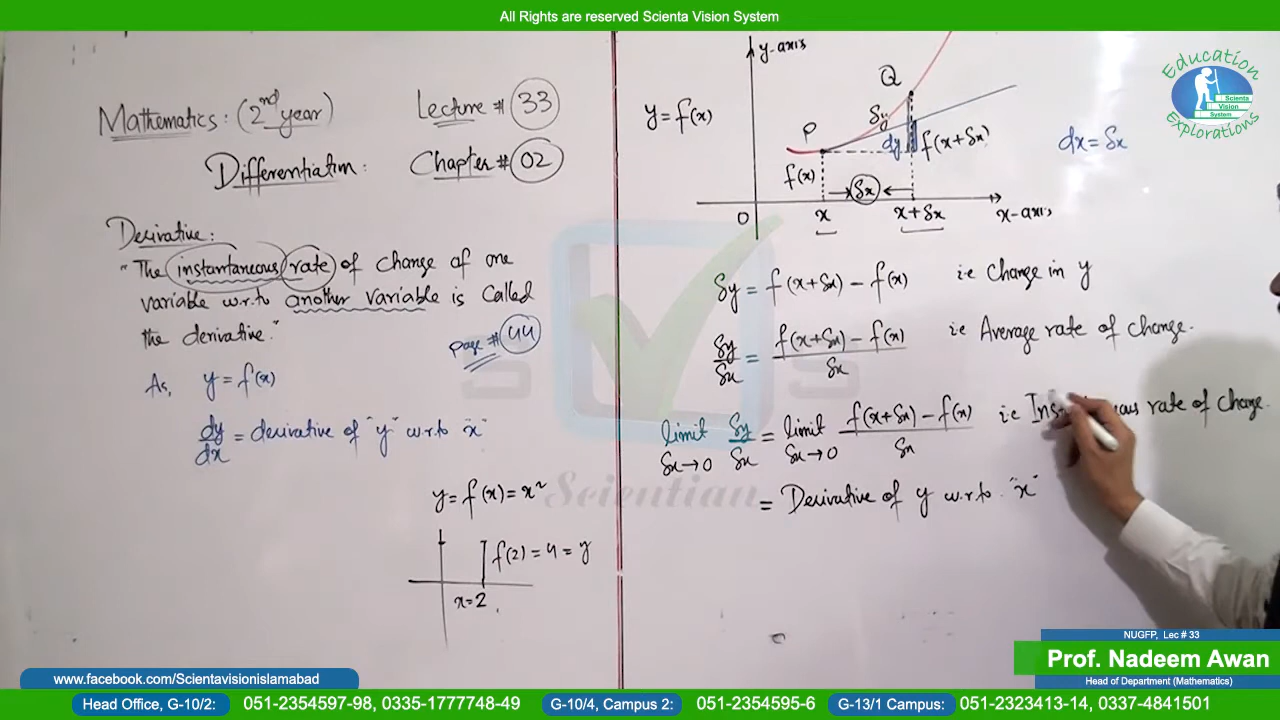 All Rights are reserved Scienta Vision System
Mathematics: (2nd year) Lecture # 33
Differentiation: Chapter # 02
Derivative:
"The instantaneous rate of change of one
variable w.r.to another variable is called
the derivative."
page # 44
As, y = f(x)
dy/dx = derivative of "y" w.r.to "x"
y = f(x) = x²
f(2) = 4 = y
x = 2
y-axis
y = f(x)
Q
P
δy
dy
f(x+δx)
f(x)
δx
O
x
x+δx
x-axis
dx = δx
δy = f(x+δx) − f(x) i.e Change in y
δy/δx = f(x+δx) − f(x)/δx i.e Average rate of change.
limit δx→0 δy/δx = limit δx→0 f(x+δx) − f(x)/δx i.e rate of Change.
= Derivative of y w.r.to "x"
Education
Scienta
Vision
System
Explorations
SVS
Scientian
NUGFP, Lec # 33
Prof. Nadeem Awan
Head of Department (Mathematics)
www.facebook.com/Scientavisionislamabad
Head Office, G-10/2: 051-2354597-98, 0335-1777748-49 G-10/4, Campus 2: 051-2354595-6 G-13/1 Campus: 051-2323413-14, 0337-4841501